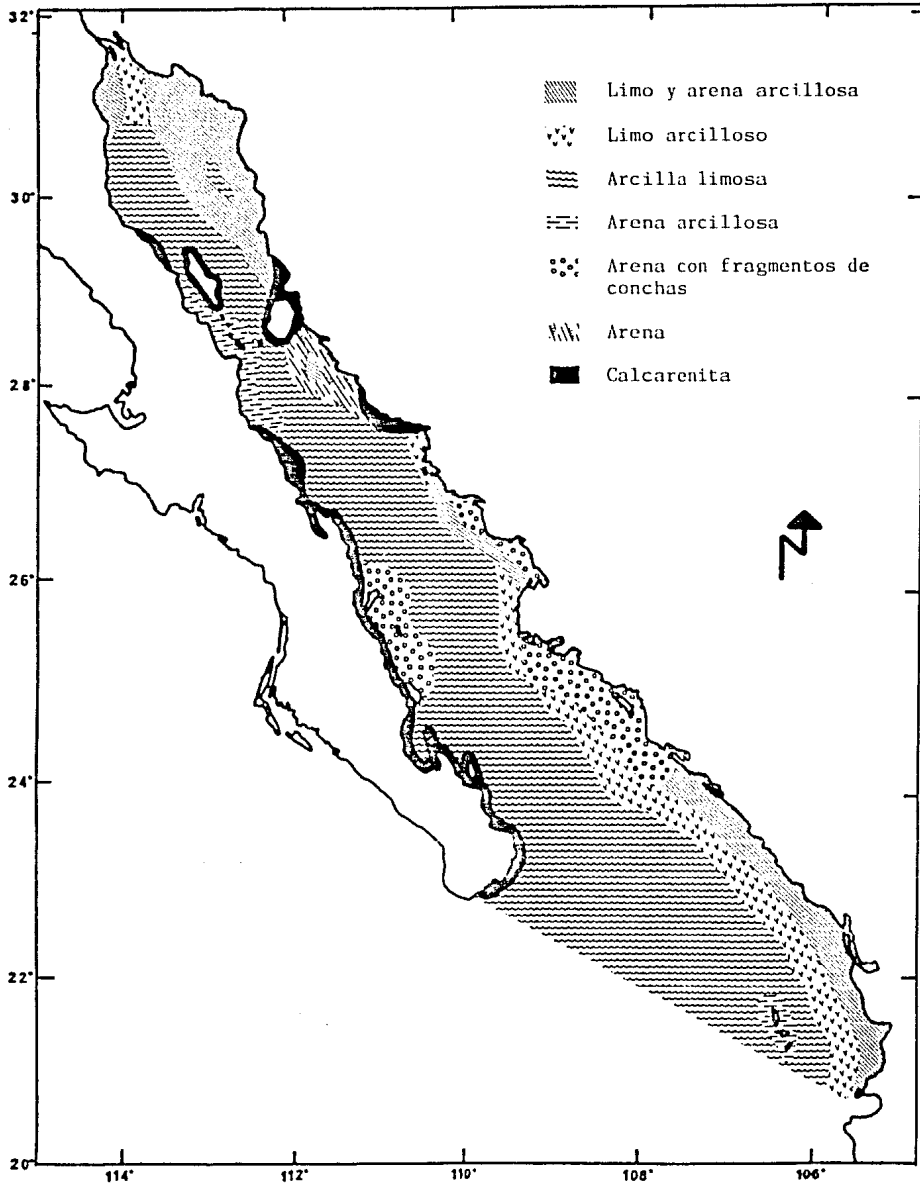 32°
Limo y arena arcillosa
Limo arcilloso
30°
Arcilla limosa
Arena arcillosa
Arena con fragmentos de
conchas
Arena
28°
Calcarenita
26°
24°
22°
20°
114°
112°
110°
108°
106°